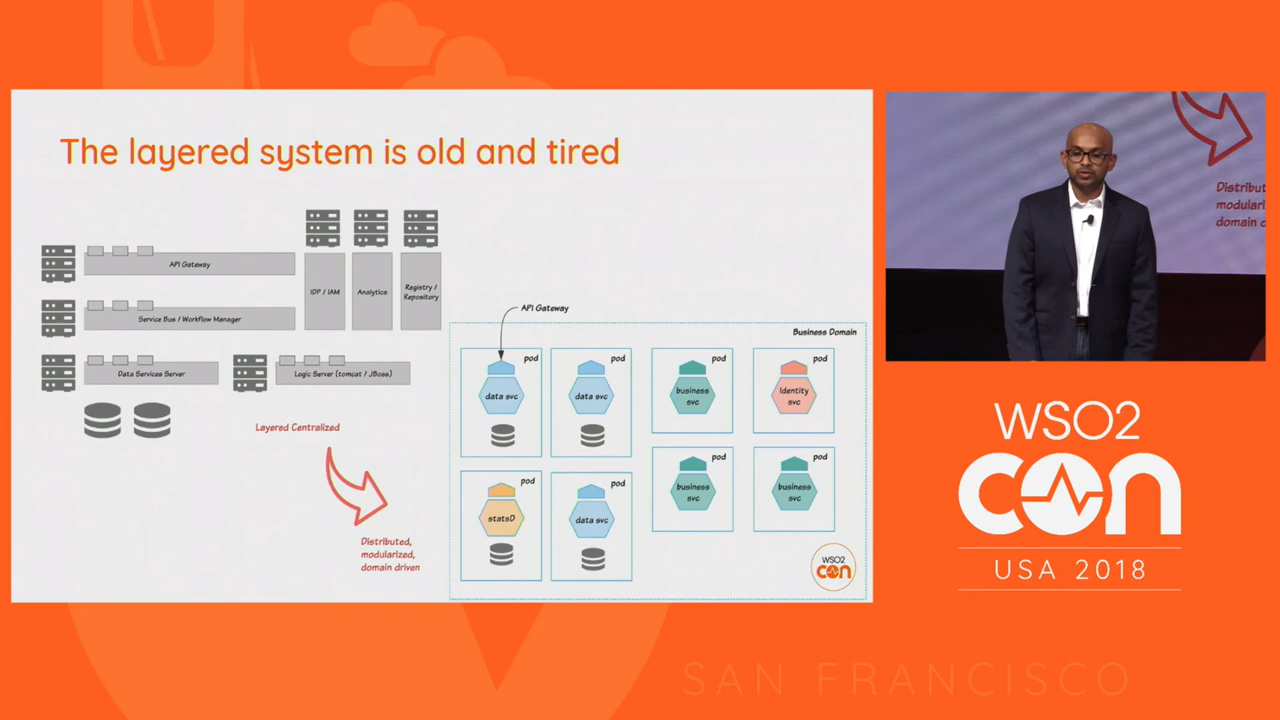 The layered system is old and tired
API Gateway
IDP / IAM
Analytics
Registry /
Repository
Service Bus / Workflow Manager
Data Services Server
Logic Server (tomcat / JBoss)
Layered Centralized
Distributed,
modularized,
domain driven
API Gateway
Business Domain
pod
data svc
pod
data svc
pod
business
svc
pod
Identity
svc
pod
statsD
pod
data svc
pod
business
svc
pod
business
svc
WSO2
CON
Distribut
modulari
domain d
WSO2
CON
USA 2018
SAN FRANCISCO